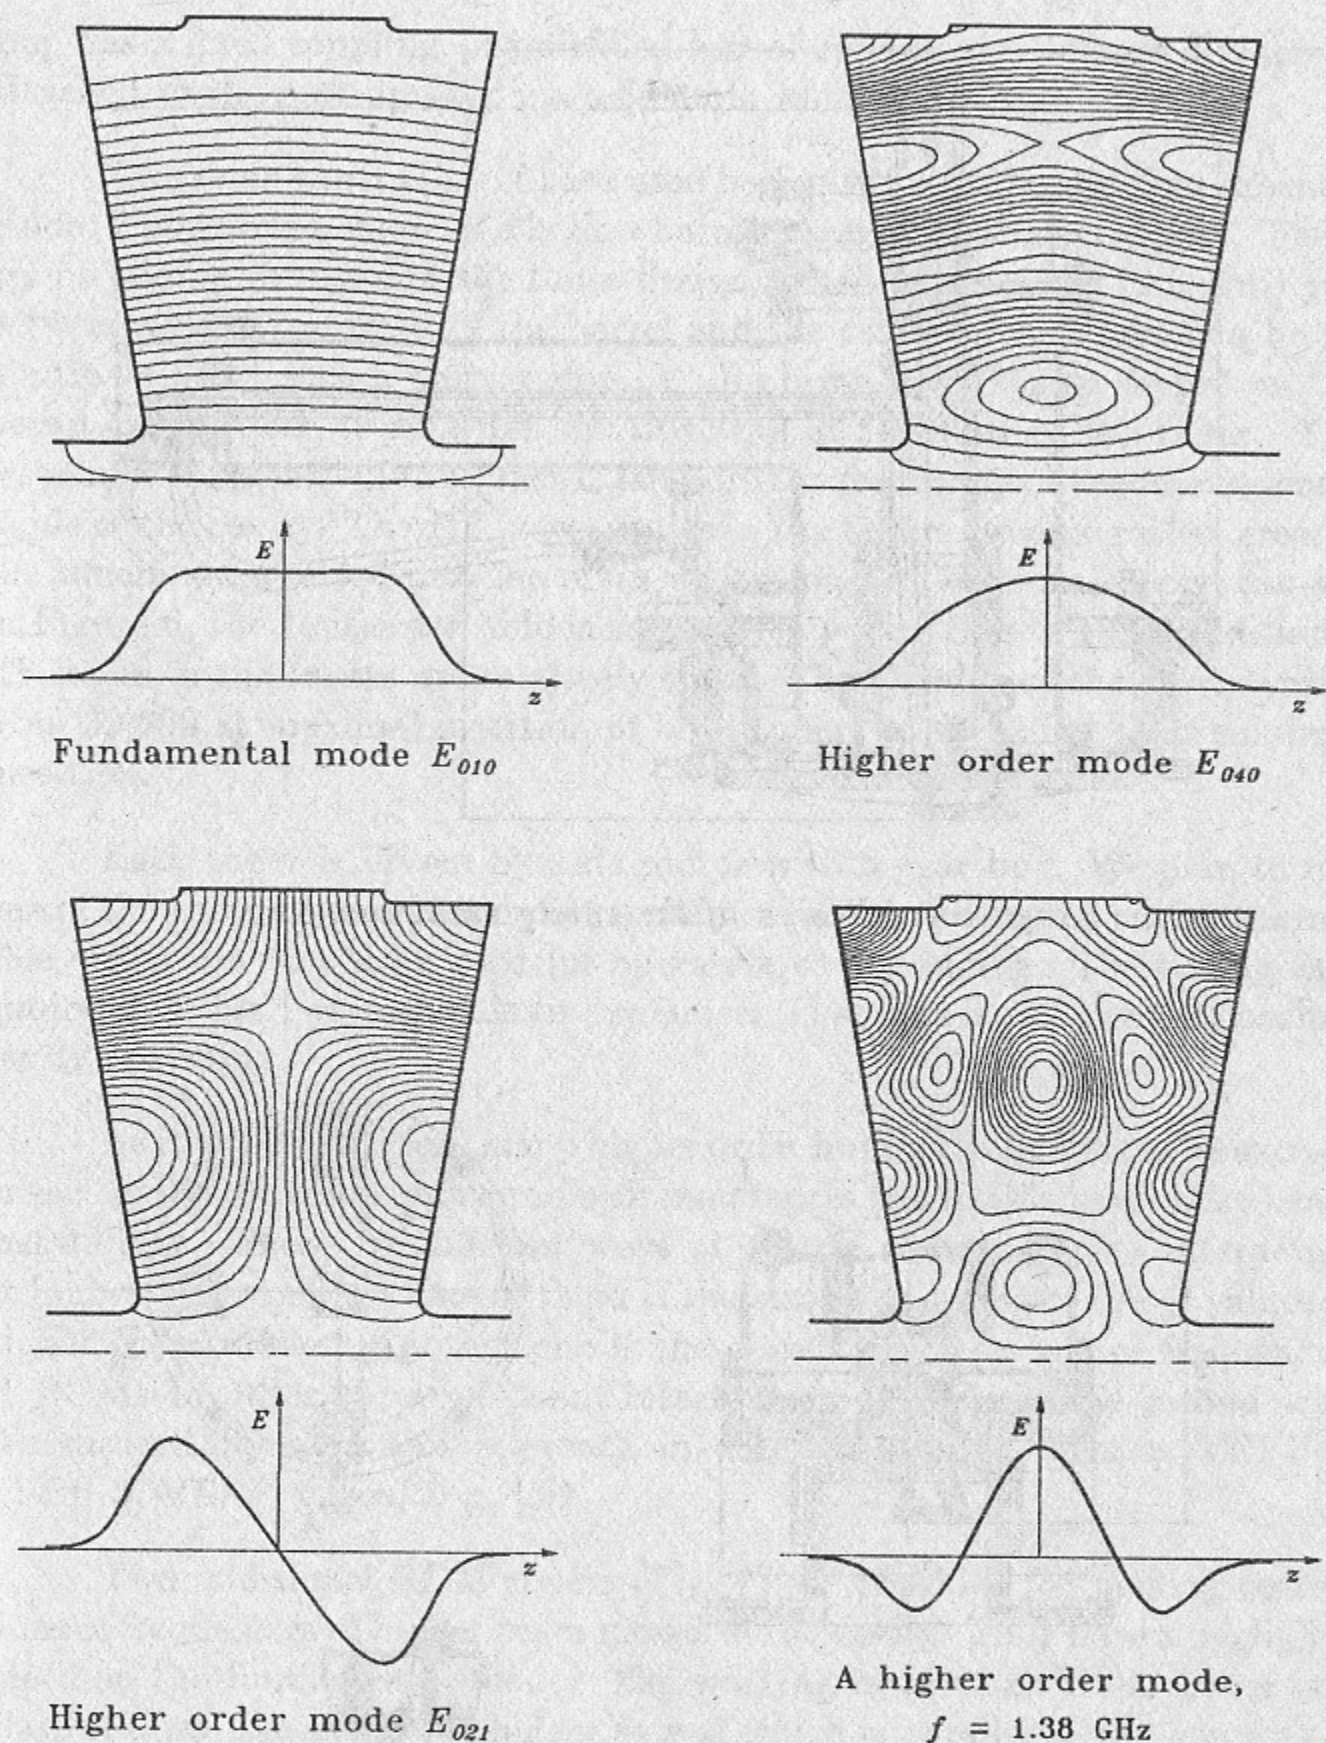 E
z
Fundamental mode E010
E
z
Higher order mode E040
E
z
Higher order mode E021
E
z
A higher order mode,
f = 1.38 GHz